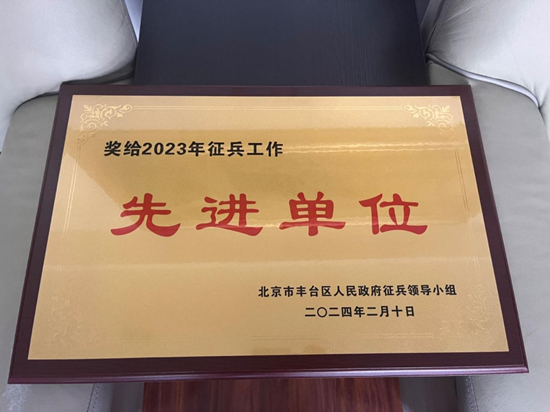 奖给2023年征兵工作
先进单位
北京市丰台区人民政府征兵领导小组
二〇二四年二月十日